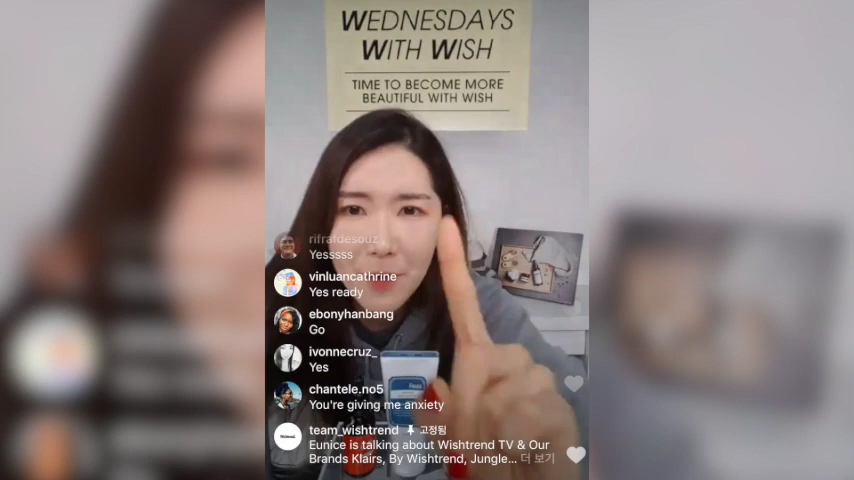 WEDNESDAYS
WITH WISH
TIME TO BECOME MORE
BEAUTIFUL WITH WISH
rifrafdesouz
Yesssss
vinluancathrine
Yes ready
ebonyhanbang
Go
ivonnecruz_
Yes
chantele.no5
You're giving me anxiety
team_wishtrend 고정됨
Eunice is talking about Wishtrend TV & Our
Brands Klairs, By Wishtrend, Jungle... 더 보기